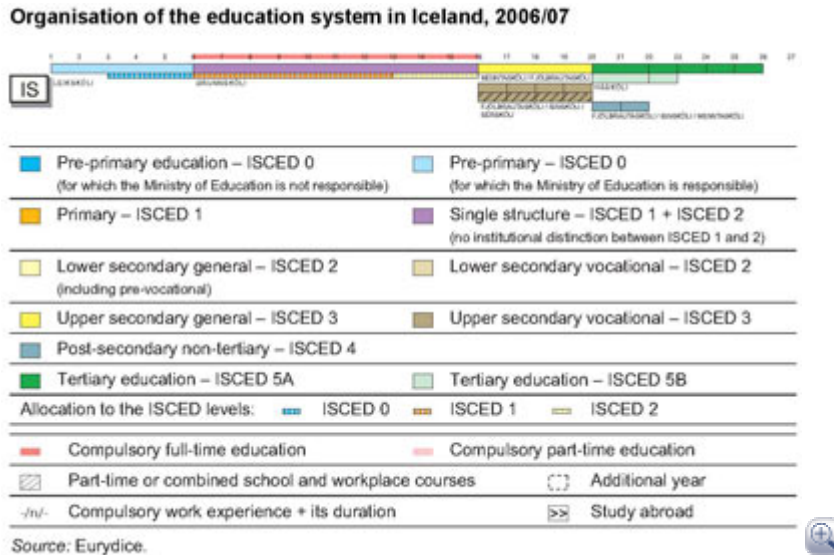 Organisation of the education system in Iceland, 2006/07
IS
Pre-primary education – ISCED 0
(for which the Ministry of Education is not responsible)
Pre-primary – ISCED 0
(for which the Ministry of Education is responsible)
Primary – ISCED 1
Single structure – ISCED 1 + ISCED 2
(no institutional distinction between ISCED 1 and 2)
Lower secondary general – ISCED 2
(including pre-vocational)
Lower secondary vocational – ISCED 2
Upper secondary general – ISCED 3
Upper secondary vocational – ISCED 3
Post-secondary non-tertiary – ISCED 4
Tertiary education – ISCED 5A
Tertiary education – ISCED 5B
Allocation to the ISCED levels: ISCED 0 ISCED 1 ISCED 2
Compulsory full-time education
Compulsory part-time education
Part-time or combined school and workplace courses
Additional year
-/n/- Compulsory work experience + its duration
>> Study abroad
Source: Eurydice.